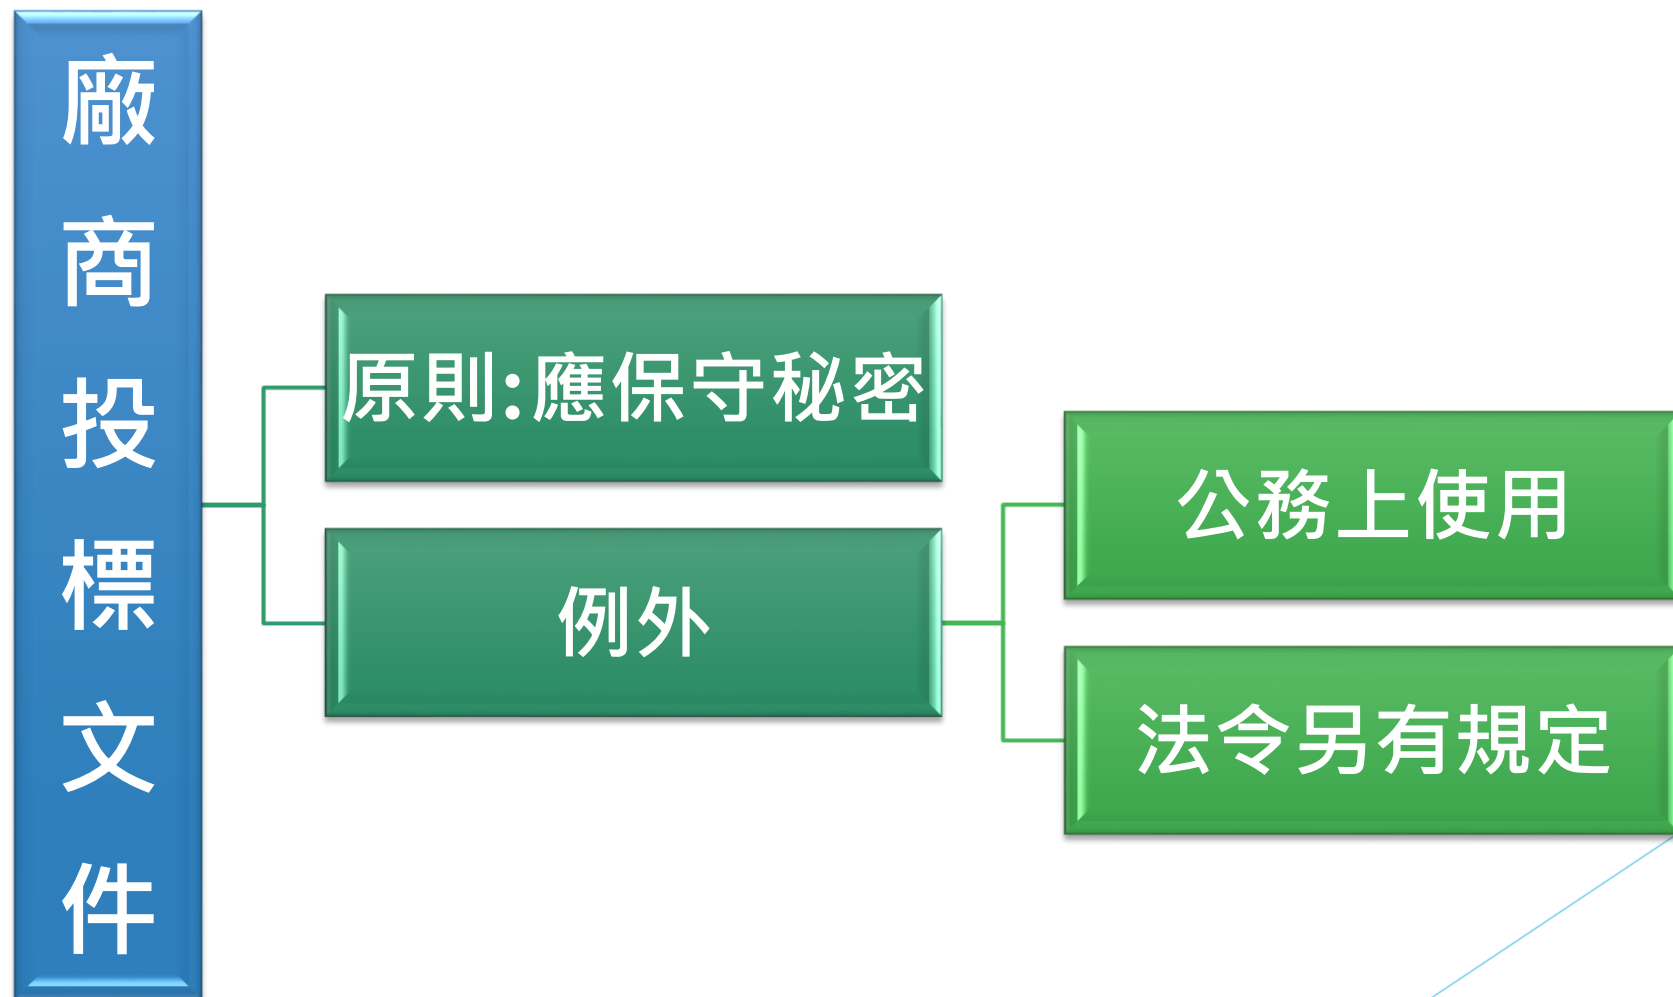 廠商投標文件
原則:應保守秘密
例外
公務上使用
法令另有規定